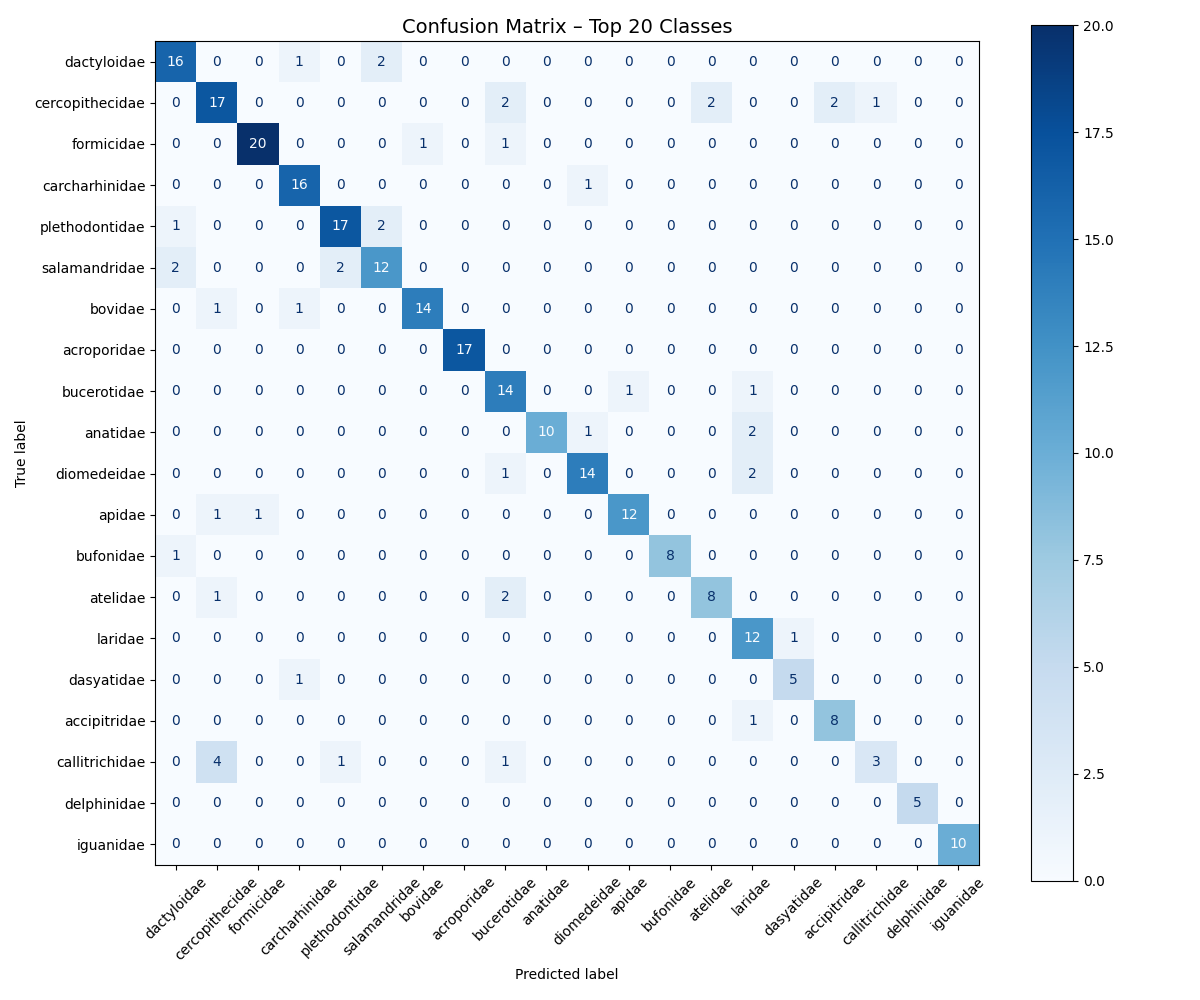 Confusion Matrix – Top 20 Classes
True label
dactyloidae 16 0 0 1 0 2 0 0 0 0 0 0 0 0 0 0 0 0 0 0
cercopithecidae 0 17 0 0 0 0 0 0 2 0 0 0 0 2 0 0 2 1 0 0
formicidae 0 0 20 0 0 0 1 0 1 0 0 0 0 0 0 0 0 0 0 0
carcharhinidae 0 0 0 16 0 0 0 0 0 0 1 0 0 0 0 0 0 0 0 0
plethodontidae 1 0 0 0 17 2 0 0 0 0 0 0 0 0 0 0 0 0 0 0
salamandridae 2 0 0 0 2 12 0 0 0 0 0 0 0 0 0 0 0 0 0 0
bovidae 0 1 0 1 0 0 14 0 0 0 0 0 0 0 0 0 0 0 0 0
acroporidae 0 0 0 0 0 0 0 17 0 0 0 0 0 0 0 0 0 0 0 0
bucerotidae 0 0 0 0 0 0 0 0 14 0 0 1 0 0 1 0 0 0 0 0
anatidae 0 0 0 0 0 0 0 0 0 10 1 0 0 0 2 0 0 0 0 0
diomedeidae 0 0 0 0 0 0 0 0 1 0 14 0 0 0 2 0 0 0 0 0
apidae 0 1 1 0 0 0 0 0 0 0 0 12 0 0 0 0 0 0 0 0
bufonidae 1 0 0 0 0 0 0 0 0 0 0 0 8 0 0 0 0 0 0 0
atelidae 0 1 0 0 0 0 0 0 2 0 0 0 0 8 0 0 0 0 0 0
laridae 0 0 0 0 0 0 0 0 0 0 0 0 0 0 12 1 0 0 0 0
dasyatidae 0 0 0 1 0 0 0 0 0 0 0 0 0 0 0 5 0 0 0 0
accipitridae 0 0 0 0 0 0 0 0 0 0 0 0 0 0 1 0 8 0 0 0
callitrichidae 0 4 0 0 1 0 0 0 1 0 0 0 0 0 0 0 0 3 0 0
delphinidae 0 0 0 0 0 0 0 0 0 0 0 0 0 0 0 0 0 0 5 0
iguanidae 0 0 0 0 0 0 0 0 0 0 0 0 0 0 0 0 0 0 0 10
dactyloidae
cercopithecidae
formicidae
carcharhinidae
plethodontidae
salamandridae
bovidae
acroporidae
bucerotidae
anatidae
diomedeidae
apidae
bufonidae
atelidae
laridae
dasyatidae
accipitridae
callitrichidae
delphinidae
iguanidae
Predicted label
20.0
17.5
15.0
12.5
10.0
7.5
5.0
2.5
0.0